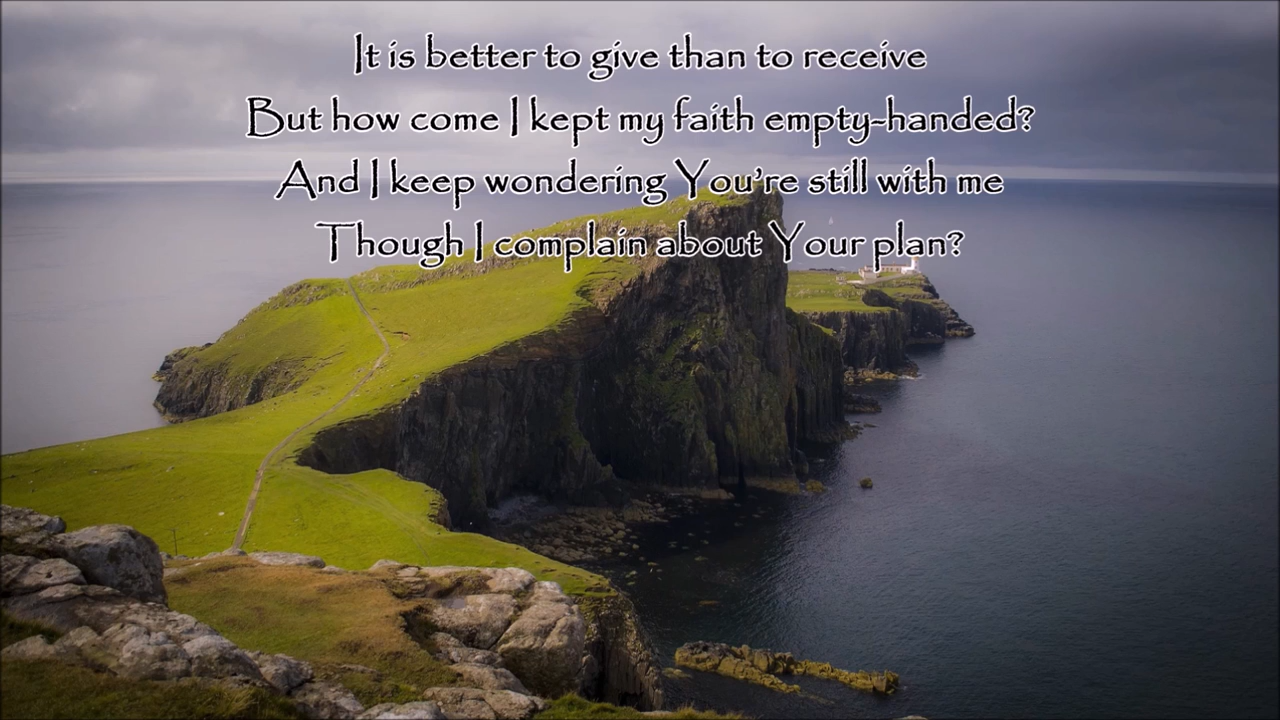 It is better to give than to receive
But how come I kept my faith empty-handed?
And I keep wondering You’re still with me
Though I complain about Your plan?